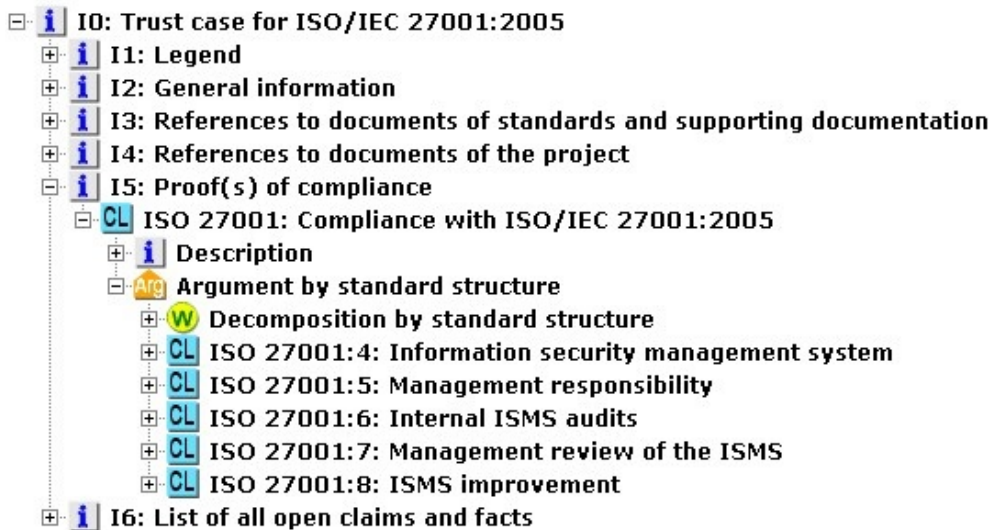 i I0: Trust case for ISO/IEC 27001:2005
i I1: Legend
i I2: General information
i I3: References to documents of standards and supporting documentation
i I4: References to documents of the project
i I5: Proof(s) of compliance
CL ISO 27001: Compliance with ISO/IEC 27001:2005
i Description
Arg Argument by standard structure
W Decomposition by standard structure
CL ISO 27001:4: Information security management system
CL ISO 27001:5: Management responsibility
CL ISO 27001:6: Internal ISMS audits
CL ISO 27001:7: Management review of the ISMS
CL ISO 27001:8: ISMS improvement
i I6: List of all open claims and facts